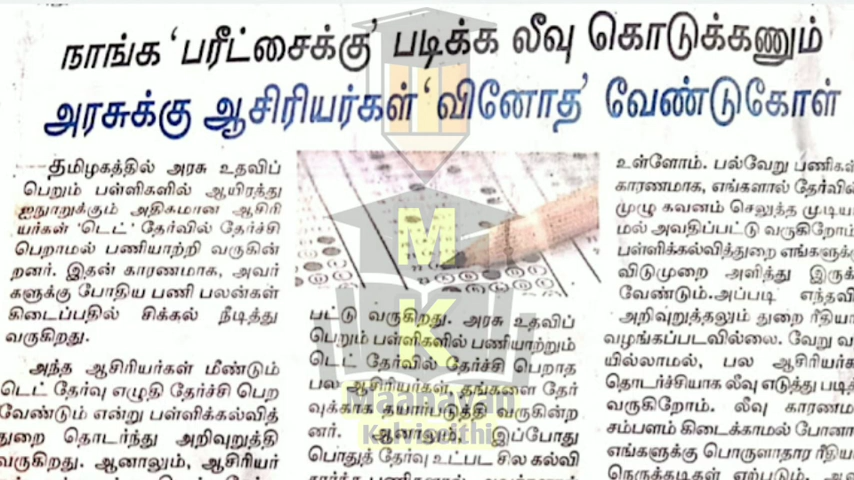 நாங்க 'பரீட்சைக்கு' படிக்க லீவு கொடுக்கணும்
அரசுக்கு ஆசிரியர்கள் 'வினோத' வேண்டுகோள்
தமிழகத்தில் அரசு உதவிப்
பெறும் பள்ளிகளில் ஆயிரத்து
ஐநூறுக்கும் அதிகமான ஆசிரி
யர்கள் 'டெட்' தேர்வில் தேர்ச்சி
பெறாமல் பணியாற்றி வருகின்
றனர். இதன் காரணமாக, அவர்
களுக்கு போதிய பணி பலன்கள்
கிடைப்பதில் சிக்கல் நீடித்து
வருகிறது.
அந்த ஆசிரியர்கள் மீண்டும்
டெட் தேர்வு எழுதி தேர்ச்சி பெற
வேண்டும் என்று பள்ளிக்கல்வித்
துறை தொடர்ந்து அறிவுறுத்தி
வருகிறது. ஆனாலும், ஆசிரியர்
பட்டு வருகிறது. அரசு உதவிப்
பெறும் பள்ளிகளில் பணியாற்றும்
டெட் தேர்வில் தேர்ச்சி பெறாத
பல ஆசிரியர்கள், தங்களை தேர்
வுக்காக தயார்படுத்தி வருகின்ற
னர். ஆனாலும், இப்போது
பொதுத் தேர்வு உட்பட சில கல்வி
உள்ளோம். பல்வேறு பணிகள்
காரணமாக, எங்களால் தேர்வில்
முழு கவனம் செலுத்த முடிய
மல் அவதிப்பட்டு வருகிறோம்
பள்ளிக்கல்வித்துறை எங்களுக்கு
விடுமுறை அளித்து இருக்
வேண்டும்.அப்படி எந்தவி
அறிவுறுத்தலும் துறை ரீதியா
வழங்கப்படவில்லை. வேறு வ
யில்லாமல், பல ஆசிரியர்க
தொடர்ச்சியாக லீவு எடுத்து படித்
வருகிறோம். லீவு காரணம
சம்பளம் கிடைக்காமல் போனா
எங்களுக்கு பொருளாதார ரீதிய
நெருக்கடிகள் ஏற்படும். அவ
M
K
Maanavan
Kalviseithi